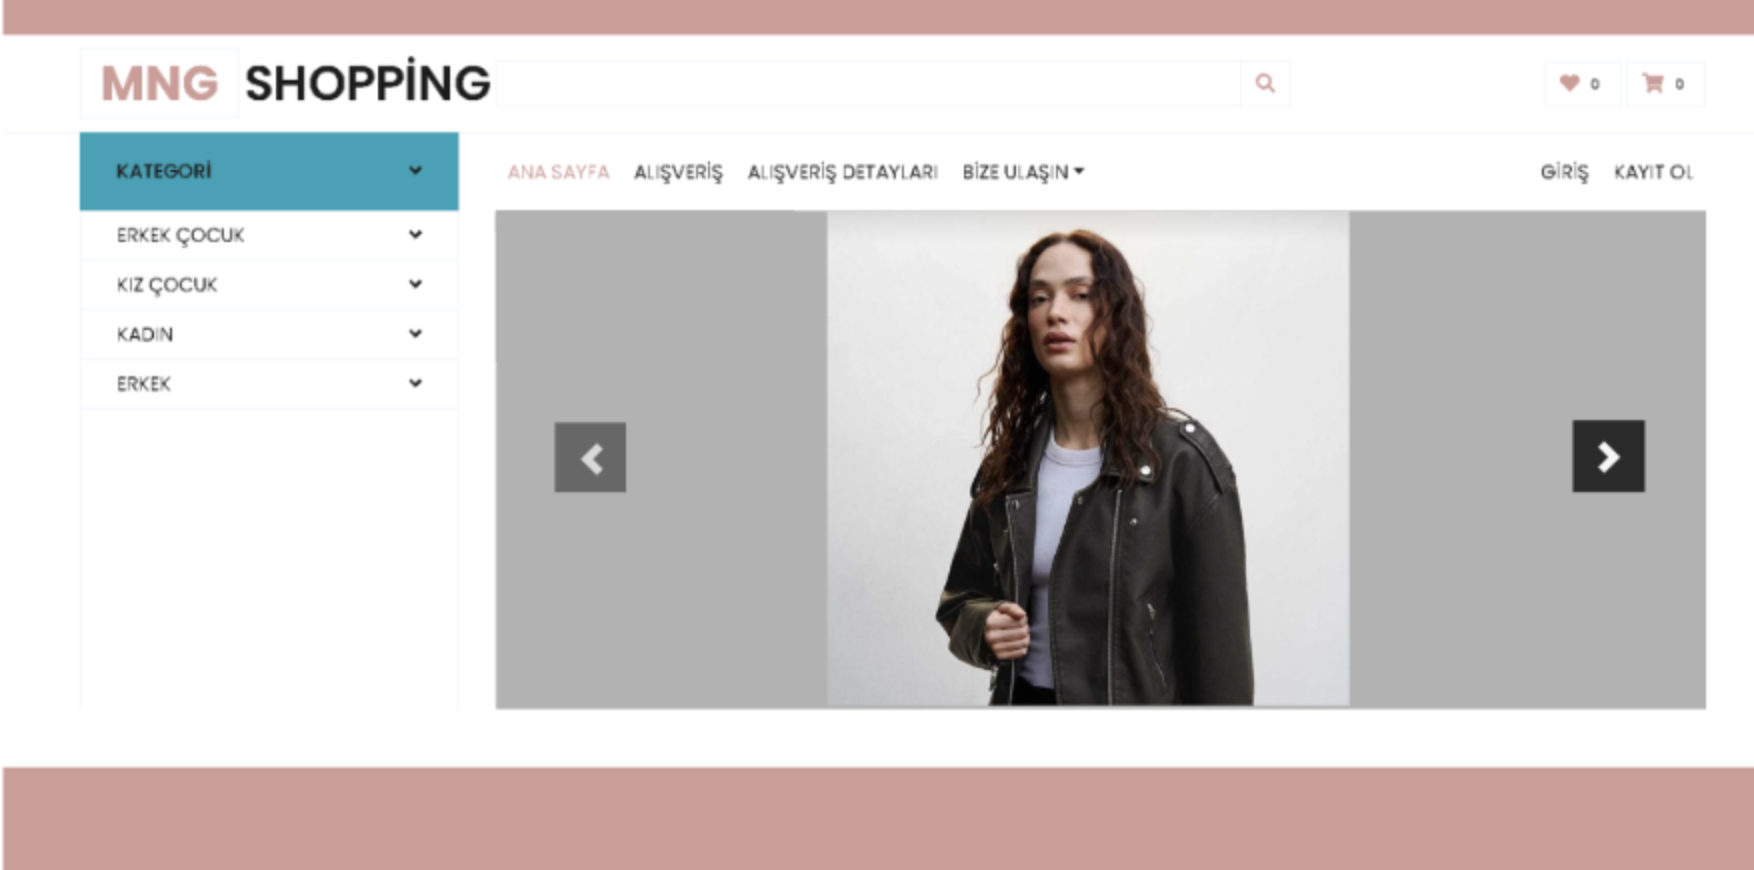 MNG SHOPPİNG
0
0
KATEGORİ
ANA SAYFA ALIŞVERİŞ ALIŞVERİŞ DETAYLARI BİZE ULAŞIN
GİRİŞ KAYIT OL
ERKEK ÇOCUK
KIZ ÇOCUK
KADIN
ERKEK